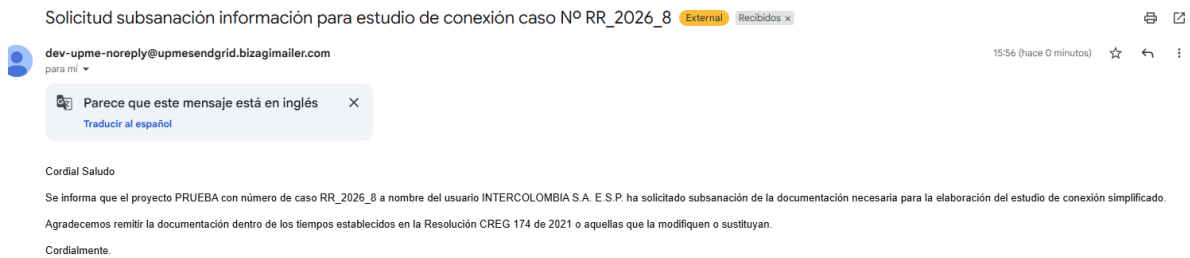 Solicitud subsanación información para estudio de conexión caso Nº RR_2026_8 External Recibidos x
dev-upme-noreply@upmesendgrid.bizagimailer.com 15:56 (hace 0 minutos)
para mí
Parece que este mensaje está en inglés
Traducir al español
Cordial Saludo
Se informa que el proyecto PRUEBA con número de caso RR_2026_8 a nombre del usuario INTERCOLOMBIA S.A. E.S.P. ha solicitado subsanación de la documentación necesaria para la elaboración del estudio de conexión simplificado.
Agradecemos remitir la documentación dentro de los tiempos establecidos en la Resolución CREG 174 de 2021 o aquellas que la modifiquen o sustituyan.
Cordialmente.